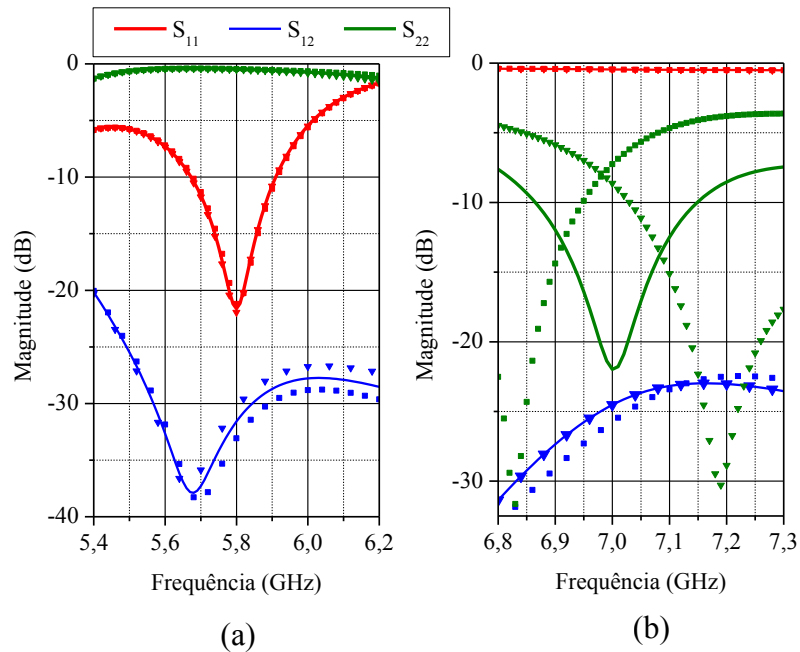 S11 S12 S22
0
-10
-20
-30
-40
Magnitude (dB)
5,4 5,6 5,8 6,0 6,2
Frequência (GHz)
(a)
0
-10
-20
-30
Magnitude (dB)
6,8 6,9 7,0 7,1 7,2 7,3
Frequência (GHz)
(b)